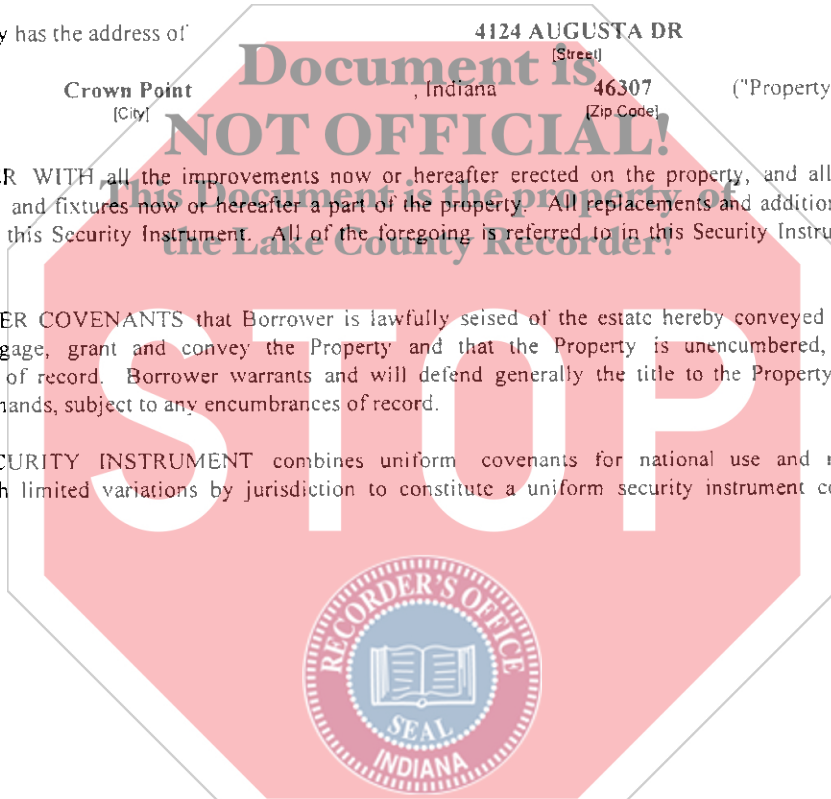 y has the address of 4124 AUGUSTA DR
[Street]
Document is
Crown Point , Indiana 46307 ("Property
[City] [Zip Code]
NOT OFFICIAL!
R WITH all the improvements now or hereafter erected on the property, and all
This Document is the property of
and fixtures now or hereafter a part of the property. All replacements and addition
this Security Instrument. All of the foregoing is referred to in this Security Instru
the Lake County Recorder!
ER COVENANTS that Borrower is lawfully seised of the estate hereby conveyed
gage, grant and convey the Property and that the Property is unencumbered,
of record. Borrower warrants and will defend generally the title to the Property
nands, subject to any encumbrances of record.
STOP
CURITY INSTRUMENT combines uniform covenants for national use and n
h limited variations by jurisdiction to constitute a uniform security instrument co
RECORDER'S OFFICE
SEAL
INDIANA